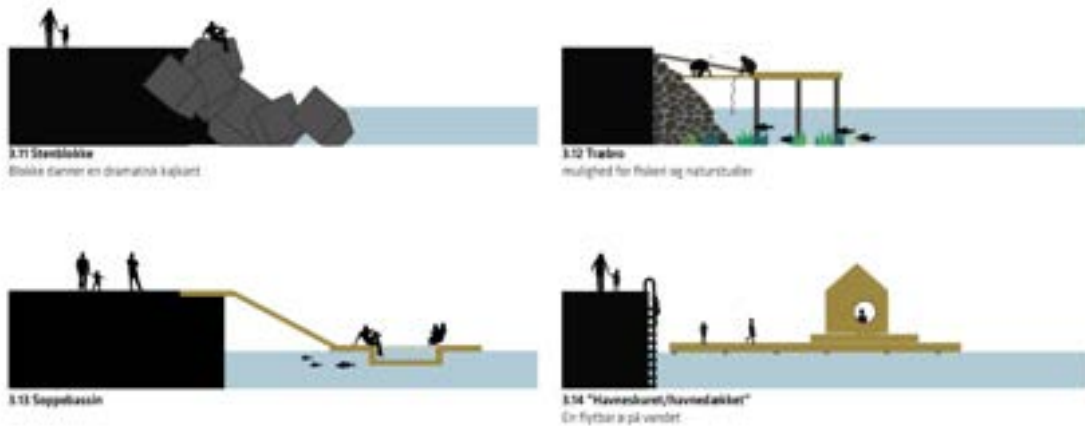 3.11 Stenblokke
Blokke danner en dramatisk kajkant
3.12 Træbro
mulighed for fiskeri og naturstudier
3.13 Soppebassin
3.14 "Havneskuret/havnedækket"
En flytbar ø på vandet